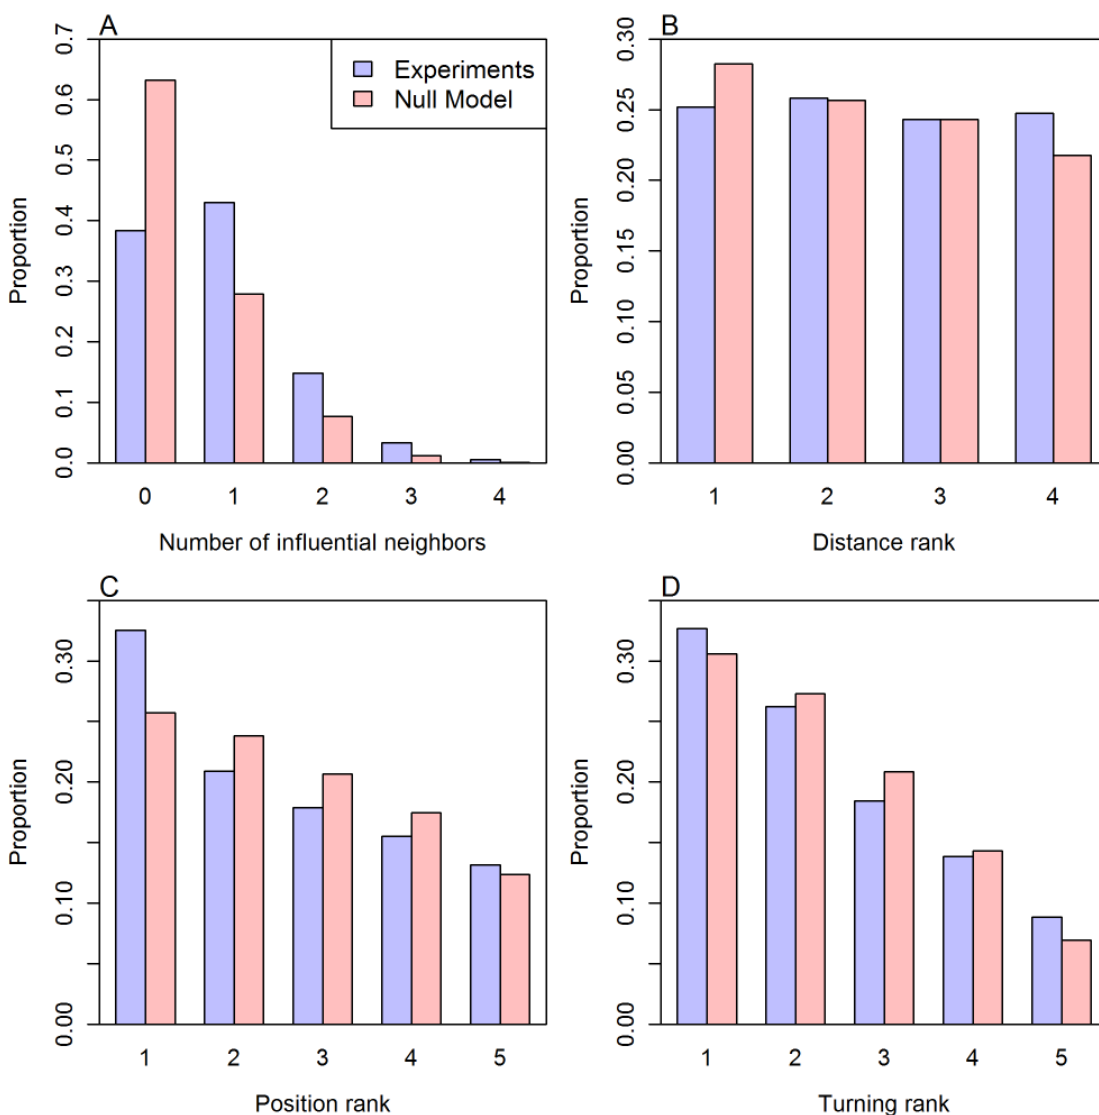 A
Proportion
0.0 0.1 0.2 0.3 0.4 0.5 0.6 0.7
Experiments
Null Model
0 1 2 3 4
Number of influential neighbors
B
Proportion
0.00 0.05 0.10 0.15 0.20 0.25 0.30
1 2 3 4
Distance rank
C
Proportion
0.00 0.10 0.20 0.30
1 2 3 4 5
Position rank
D
Proportion
0.00 0.10 0.20 0.30
1 2 3 4 5
Turning rank